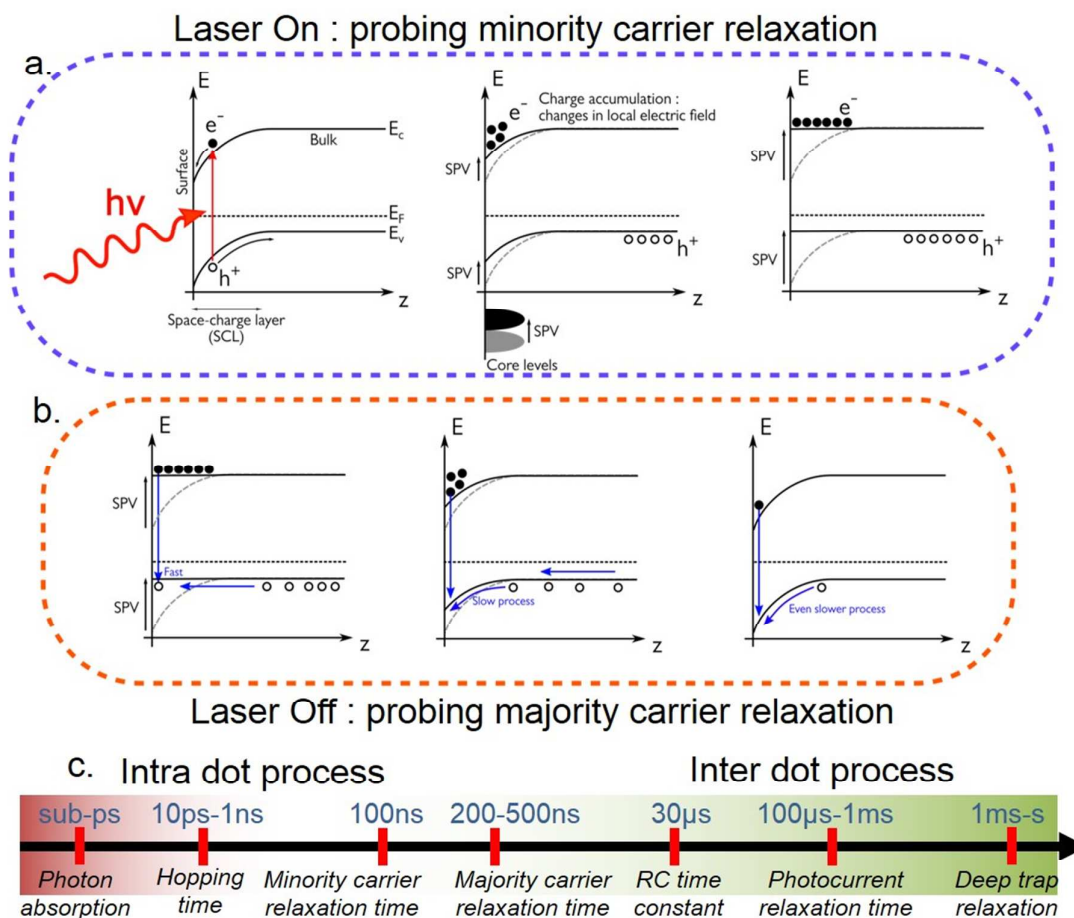 Laser On : probing minority carrier relaxation
a.
E
e⁻
Bulk
E_c
Surface
hν
E_F
E_v
h⁺
z
Space-charge layer
(SCL)
E
e⁻
Charge accumulation :
changes in local electric field
SPV
SPV
h⁺
z
SPV
Core levels
E
e⁻
SPV
SPV
h⁺
z
b.
E
SPV
Fast
SPV
z
E
Slow process
z
E
Even slower process
z
Laser Off : probing majority carrier relaxation
c.
Intra dot process
Inter dot process
sub-ps
10ps-1ns
100ns
200-500ns
30µs
100µs-1ms
1ms-s
Photon
absorption
Hopping
time
Minority carrier
relaxation time
Majority carrier
relaxation time
RC time
constant
Photocurrent
relaxation time
Deep trap
relaxation